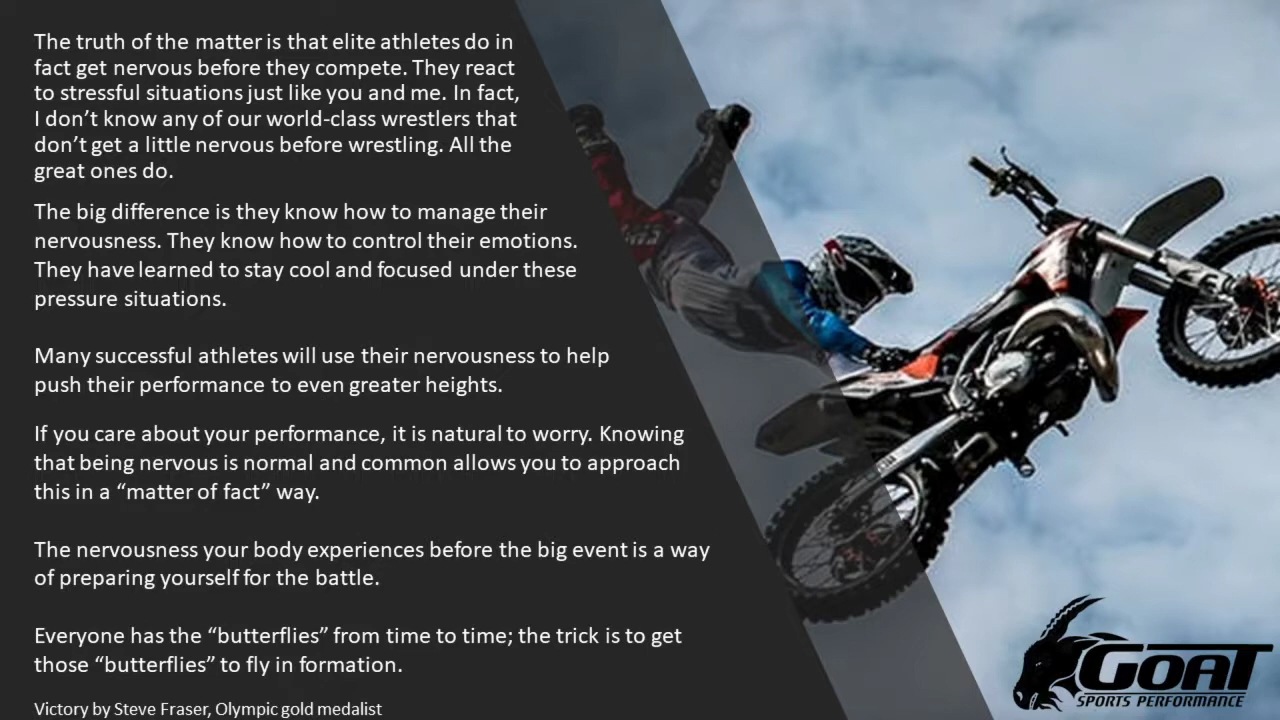 The truth of the matter is that elite athletes do in
fact get nervous before they compete. They react
to stressful situations just like you and me. In fact,
I don’t know any of our world-class wrestlers that
don’t get a little nervous before wrestling. All the
great ones do.
The big difference is they know how to manage their
nervousness. They know how to control their emotions.
They have learned to stay cool and focused under these
pressure situations.
Many successful athletes will use their nervousness to help
push their performance to even greater heights.
If you care about your performance, it is natural to worry. Knowing
that being nervous is normal and common allows you to approach
this in a “matter of fact” way.
The nervousness your body experiences before the big event is a way
of preparing yourself for the battle.
Everyone has the “butterflies” from time to time; the trick is to get
those “butterflies” to fly in formation.
Victory by Steve Fraser, Olympic gold medalist
GOAT
SPORTS PERFORMANCE